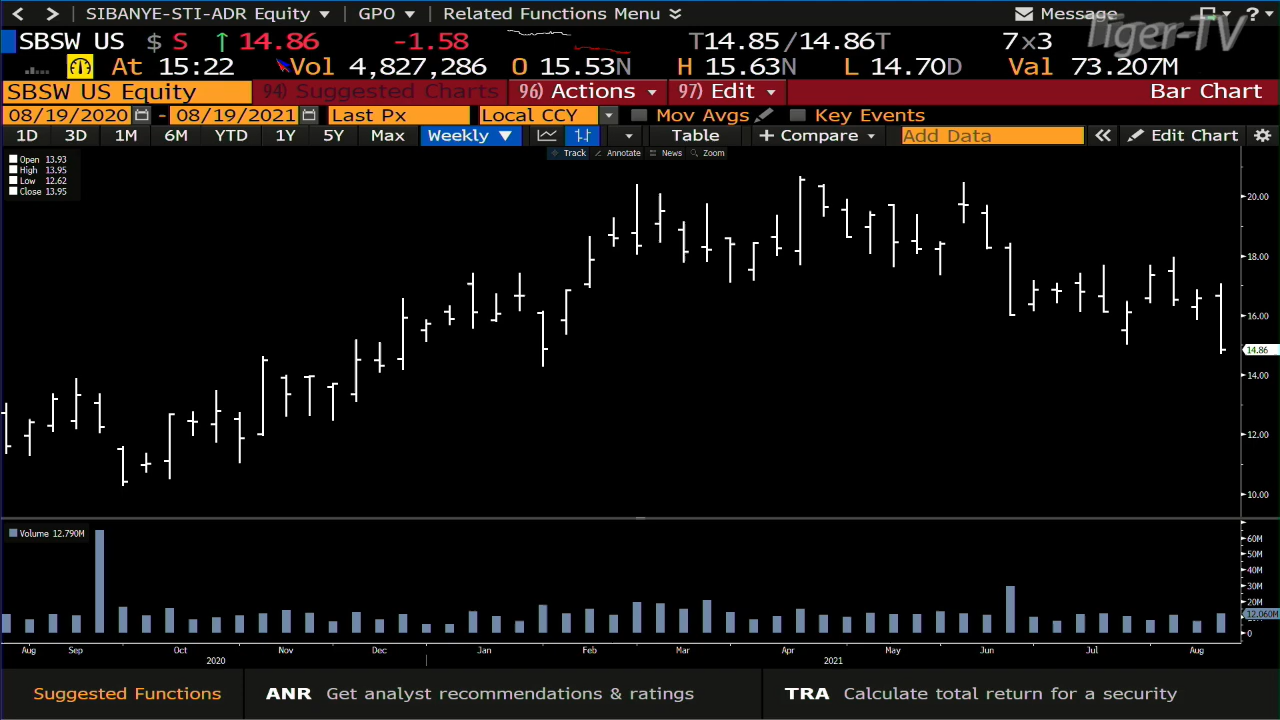 SIBANYE-STI-ADR Equity GPO Related Functions Menu Message ?
Tiger-TV
SBSW US $ S ↑ 14.86 -1.58 T14.85 /14.86T 7×3
At 15:22 Vol 4,827,286 O 15.53N H 15.63N L 14.70D Val 73.207M
SBSW US Equity 94) Suggested Charts 96) Actions 97) Edit Bar Chart
08/19/2020 - 08/19/2021 Last Px Local CCY Mov Avgs Key Events
1D 3D 1M 6M YTD 1Y 5Y Max Weekly ▼ Table + Compare Add Data « Edit Chart
Track Annotate News Zoom
Open 13.93
High 13.95
Low 12.62
Close 13.95
20.00
18.00
16.00
14.86
14.00
12.00
10.00
Volume 12.790M
60M
50M
40M
30M
20M
12.060M
0
Aug Sep Oct Nov Dec Jan Feb Mar Apr May Jun Jul Aug
2020 2021
Suggested Functions ANR Get analyst recommendations & ratings TRA Calculate total return for a security